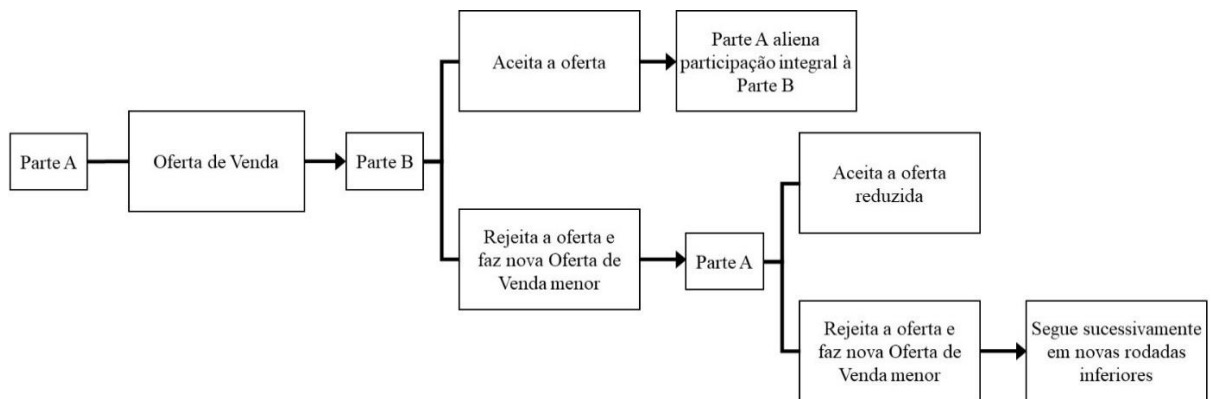 Parte A
Oferta de Venda
Parte B
Aceita a oferta
Parte A aliena
participação integral à
Parte B
Rejeita a oferta e
faz nova Oferta de
Venda menor
Parte A
Aceita a oferta
reduzida
Rejeita a oferta e
faz nova Oferta de
Venda menor
Segue sucessivamente
em novas rodadas
inferiores